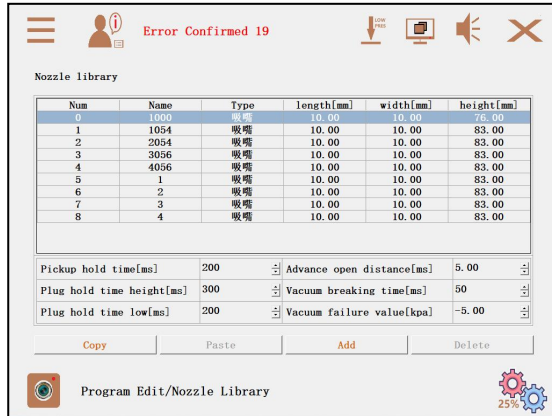 Error Confirmed 19
LOW
PRES
Nozzle library
Num Name Type length[mm] width[mm] height[mm]
0 1000 吸嘴 10.00 10.00 76.00
1 1054 吸嘴 10.00 10.00 83.00
2 2054 吸嘴 10.00 10.00 83.00
3 3056 吸嘴 10.00 10.00 83.00
4 4056 吸嘴 10.00 10.00 83.00
5 1 吸嘴 10.00 10.00 83.00
6 2 吸嘴 10.00 10.00 83.00
7 3 吸嘴 10.00 10.00 83.00
8 4 吸嘴 10.00 10.00 83.00
Pickup hold time[ms] 200 Advance open distance[ms] 5.00
Plug hold time height[ms] 300 Vacuum breaking time[ms] 50
Plug hold time low[ms] 200 Vacuum failure value[kpa] -5.00
Copy Paste Add Delete
Program Edit/Nozzle Library
25%